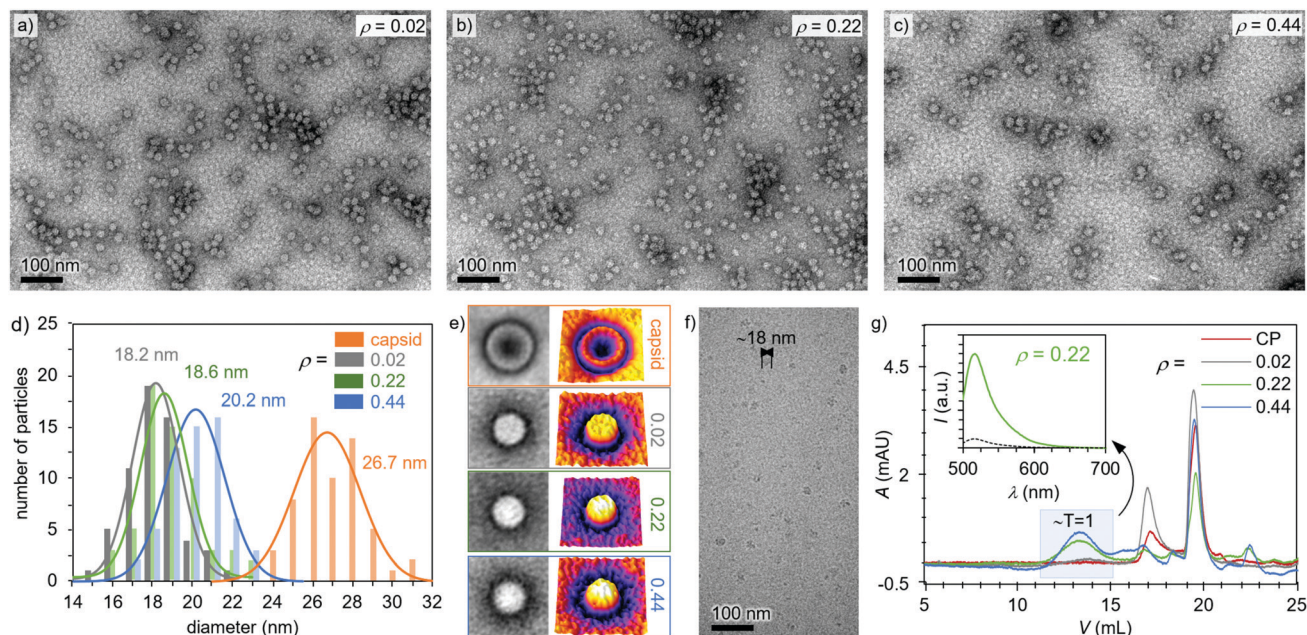 a)
ρ = 0.02
100 nm
b)
ρ = 0.22
100 nm
c)
ρ = 0.44
100 nm
d)
25
20
15
10
5
0
number of particles
14 16 18 20 22 24 26 28 30 32
diameter (nm)
18.2 nm
18.6 nm
20.2 nm
26.7 nm
ρ =
capsid
0.02
0.22
0.44
e)
capsid
0.02
0.22
0.44
f)
~18 nm
100 nm
g)
4.5
2
-0.5
A (mAU)
5 10 15 20 25
V (mL)
ρ =
CP
0.02
0.22
0.44
~T=1
ρ = 0.22
I (a.u.)
500 600 700
λ (nm)